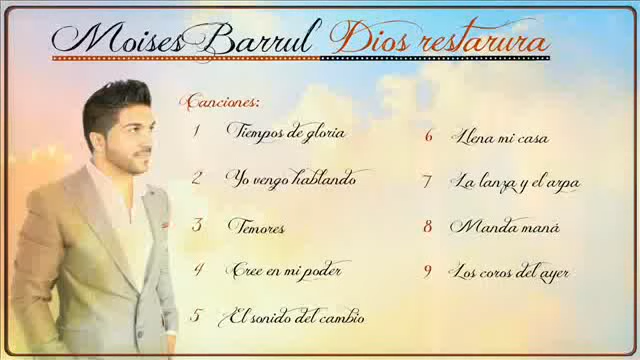 Moises Barrul Dios restarura
Canciones:
1 Tiempos de gloria
2 Yo vengo hablando
3 Temores
4 Cree en mi poder
5 El sonido del cambio
6 Llena mi casa
7 La lanza y el arpa
8 Manda maná
9 Los coros del ayer